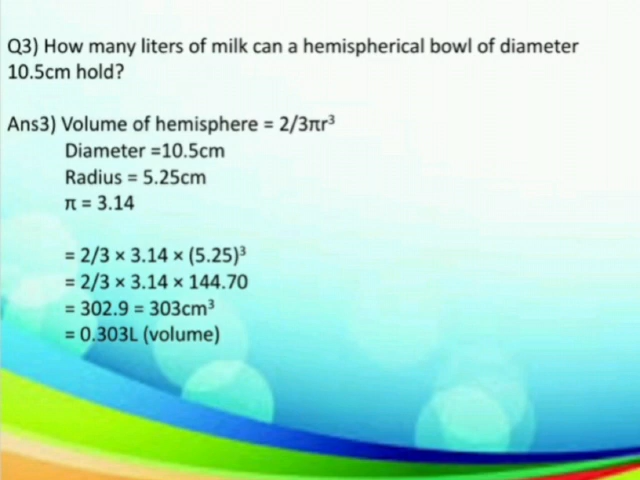 Q3) How many liters of milk can a hemispherical bowl of diameter
10.5cm hold?
Ans3) Volume of hemisphere = 2/3πr³
Diameter =10.5cm
Radius = 5.25cm
π = 3.14
= 2/3 × 3.14 × (5.25)³
= 2/3 × 3.14 × 144.70
= 302.9 = 303cm³
= 0.303L (volume)